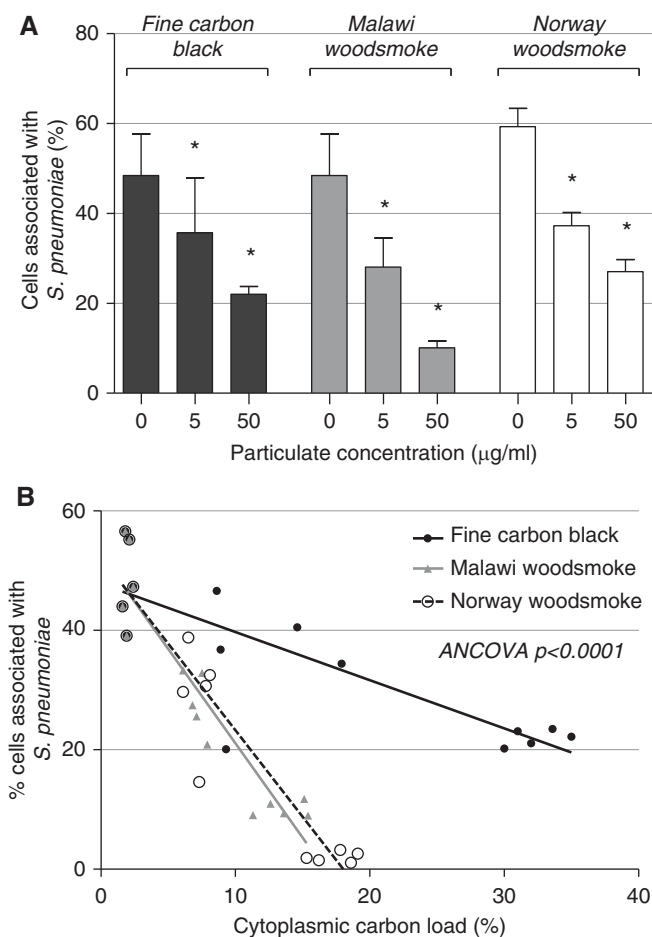 A
Fine carbon black
Malawi woodsmoke
Norway woodsmoke
80
60
40
20
0
Cells associated with
S. pneumoniae (%)
*
*
*
*
*
*
0 5 50 0 5 50 0 5 50
Particulate concentration (μg/ml)
B
60
40
20
0
% cells associated with
S. pneumoniae
Fine carbon black
Malawi woodsmoke
Norway woodsmoke
ANCOVA p<0.0001
0 10 20 30 40
Cytoplasmic carbon load (%)